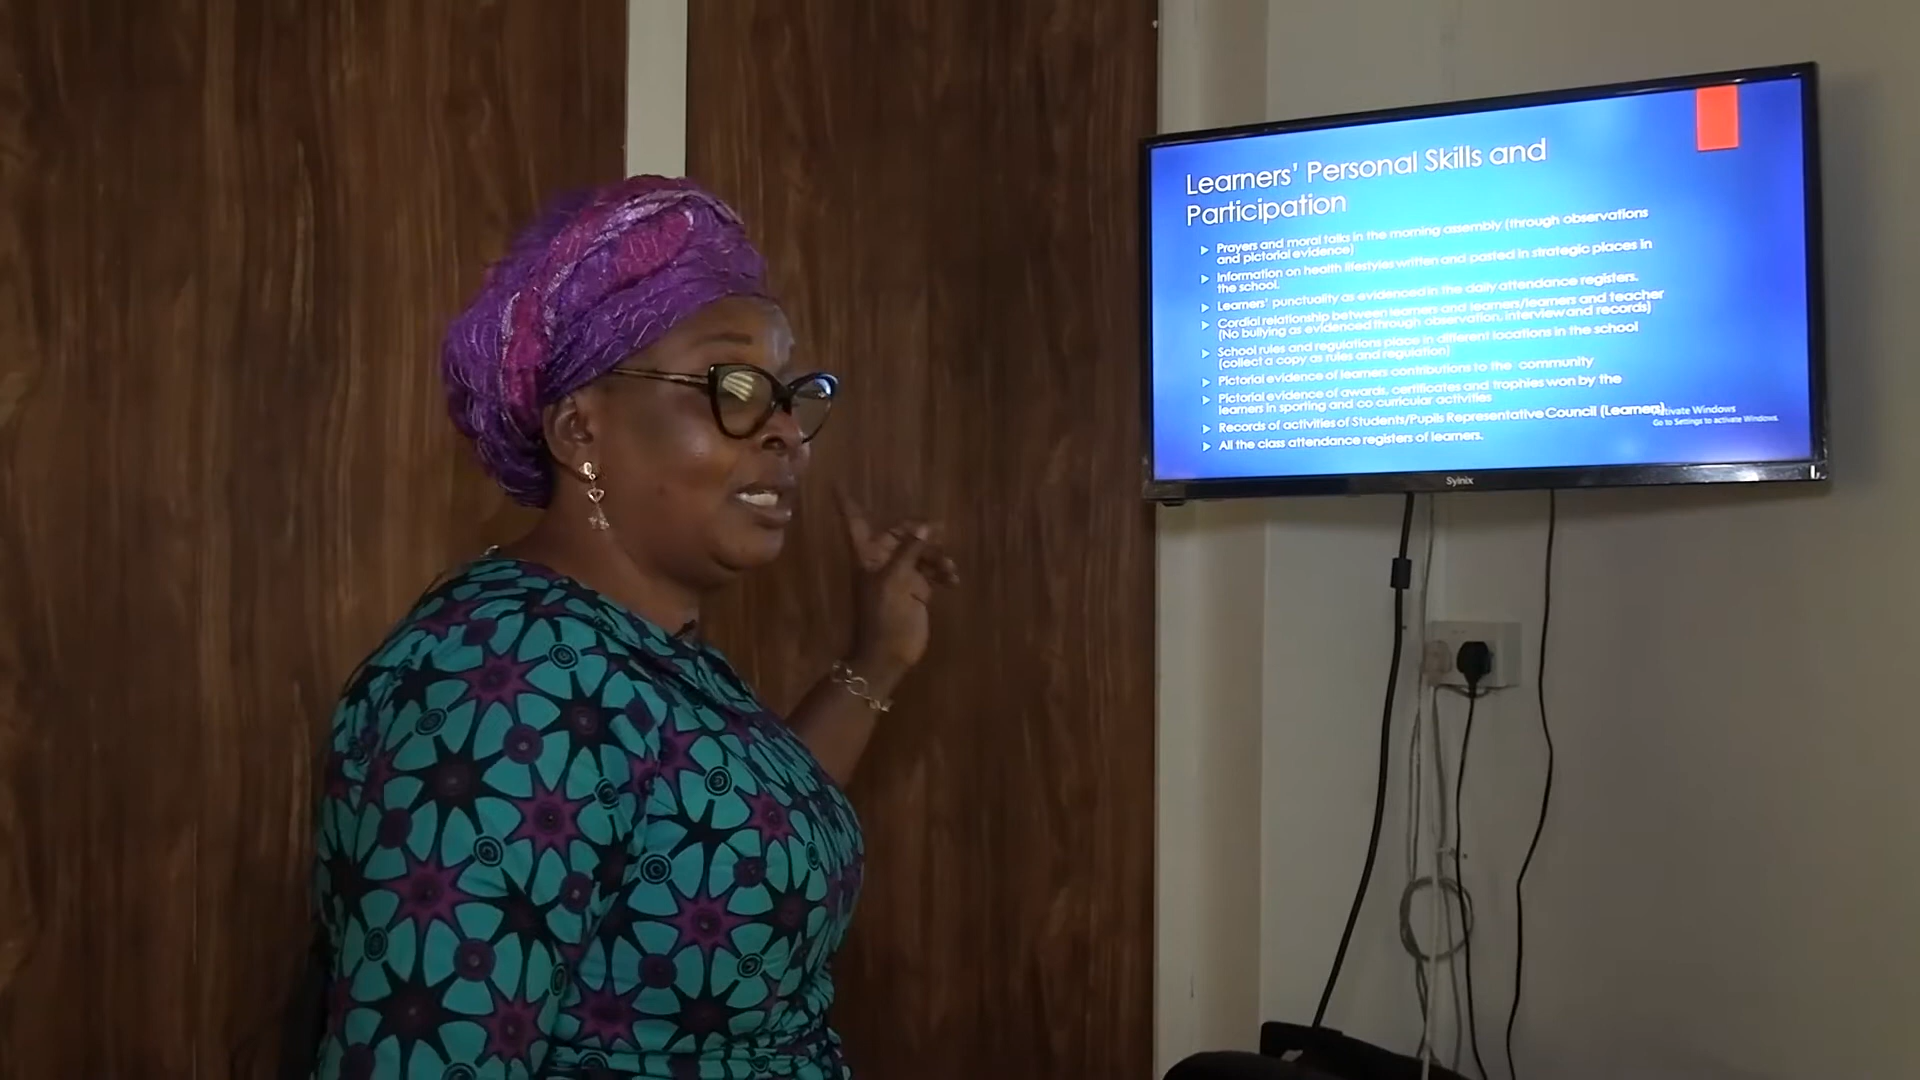 Learners' Personal Skills and
Participation
Prayers and moral talks in the morning assembly (through observations
and pictorial evidence)
Information on health lifestyles written and pasted in strategic places in
the school.
Learners' punctuality as evidenced in the daily attendance registers.
Cordial relationship between learners and learners/learners and teacher
(No bullying as evidenced through observation, interview and records)
School rules and regulations place in different locations in the school
(collect a copy as rules and regulation)
Pictorial evidence of learners contributions to the community
Pictorial evidence of awards, certificates and trophies won by the
learners in sporting and co curricular activities
Records of activities of Students/Pupils Representative Council (Learners)
All the class attendance registers of learners.
Activate Windows
Go to Settings to activate Windows.
Syinix